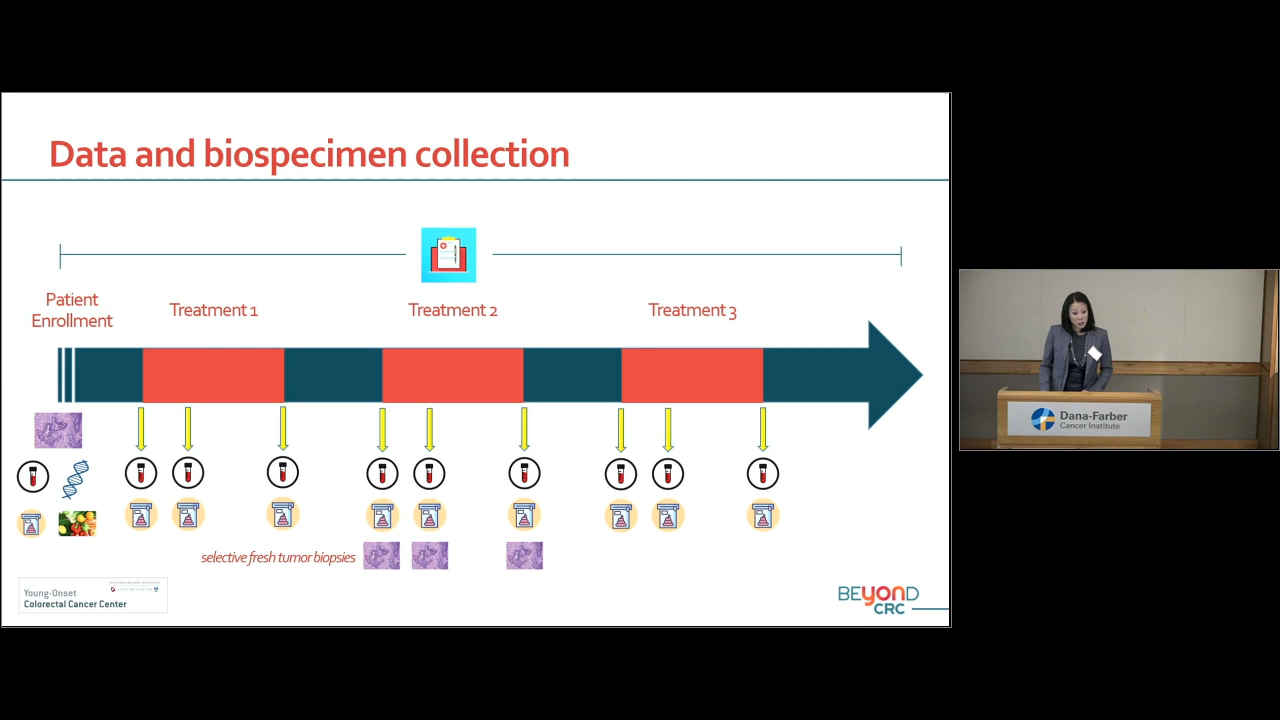 Data and biospecimen collection
Patient
Enrollment
Treatment 1
Treatment 2
Treatment 3
selective fresh tumor biopsies
Young-Onset
Colorectal Cancer Center
BEYOND
CRC
Dana-Farber
Cancer Institute